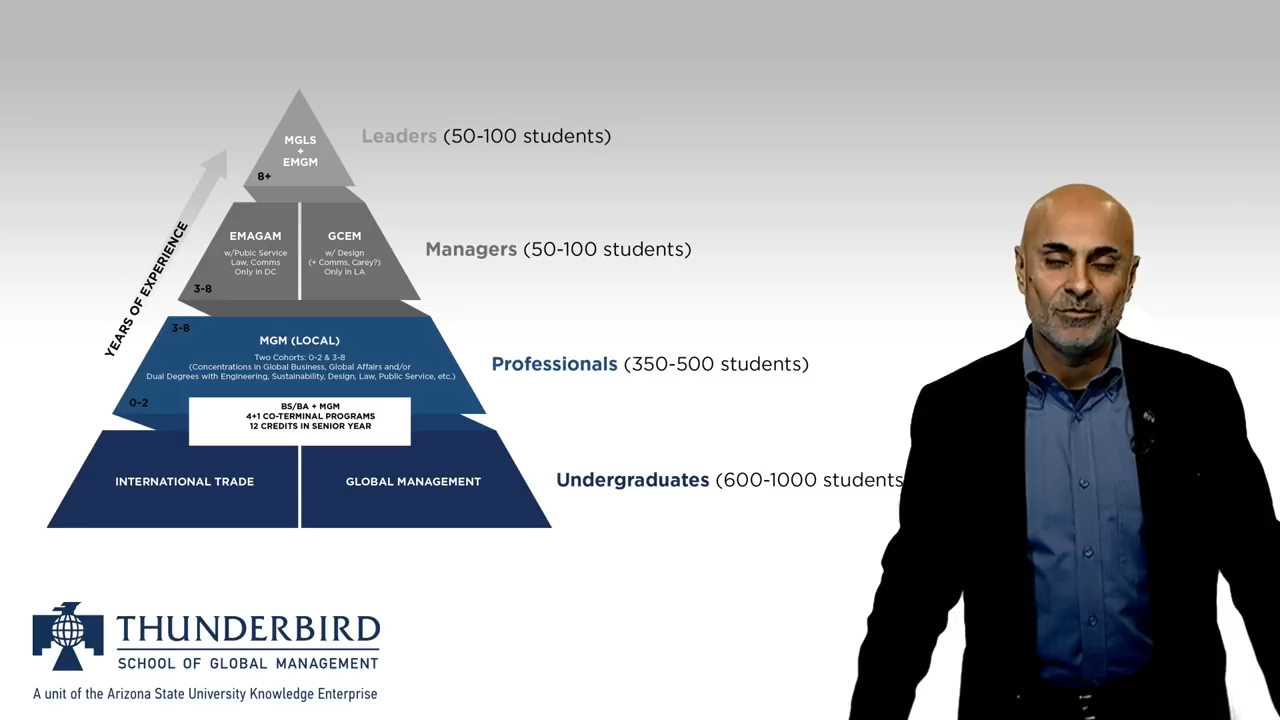 MGLS
+
EMGM
8+
Leaders (50-100 students)
YEARS OF EXPERIENCE
EMAGAM
w/Pubic Service
Law, Comms
Only in DC
GCEM
w/ Design
(+ Comms, Carey?)
Only in LA
3-8
Managers (50-100 students)
3-8
MGM (LOCAL)
Two Cohorts: 0-2 & 3-8
(Concentrations in Global Business, Global Affairs and/or
Dual Degrees with Engineering, Sustainability, Design, Law, Public Service, etc.)
0-2
Professionals (350-500 students)
BS/BA + MGM
4+1 CO-TERMINAL PROGRAMS
12 CREDITS IN SENIOR YEAR
INTERNATIONAL TRADE
GLOBAL MANAGEMENT
Undergraduates (600-1000 students
THUNDERBIRD
SCHOOL OF GLOBAL MANAGEMENT
A unit of the Arizona State University Knowledge Enterprise